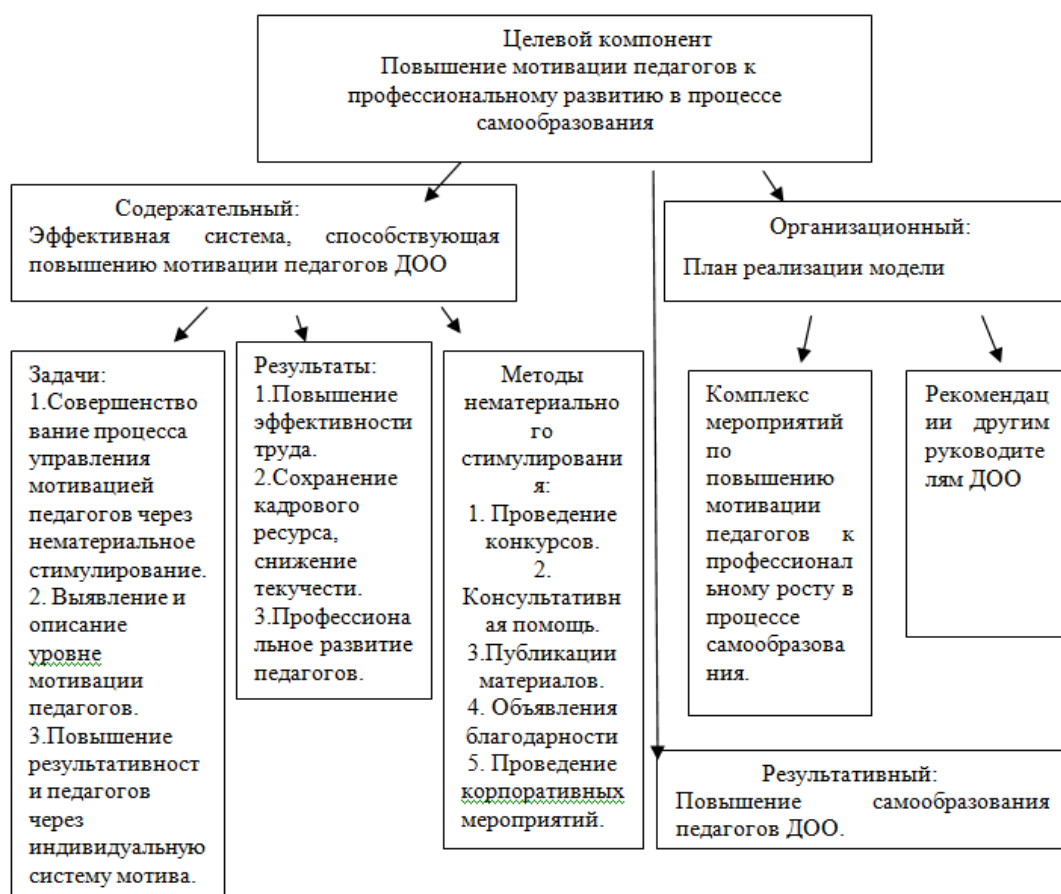 Целевой компонент
Повышение мотивации педагогов к
профессиональному развитию в процессе
самообразования
Содержательный:
Эффективная система, способствующая
повышению мотивации педагогов ДОО
Организационный:
План реализации модели
Задачи:
1.Совершенство
вание процесса
управления
мотивацией
педагогов через
нематериальное
стимулирование.
2. Выявление и
описание
уровне
мотивации
педагогов.
3.Повышение
результативност
и педагогов
через
индивидуальную
систему мотива.
Результаты:
1.Повышение
эффективности
труда.
2.Сохранение
кадрового
ресурса,
снижение
текучести.
3.Профессиона
льное развитие
педагогов.
Методы
нематериально
го
стимулировани
я:
1. Проведение
конкурсов.
2.
Консультативн
ая помощь.
3.Публикации
материалов.
4. Объявления
благодарности
5. Проведение
корпоративных
мероприятий.
Комплекс
мероприятий
по
повышению
мотивации
педагогов к
профессионал
ьному росту в
процессе
самообразова
ния.
Рекомендац
ии другим
руководите
лям ДОО
Результативный:
Повышение самообразования
педагогов ДОО.